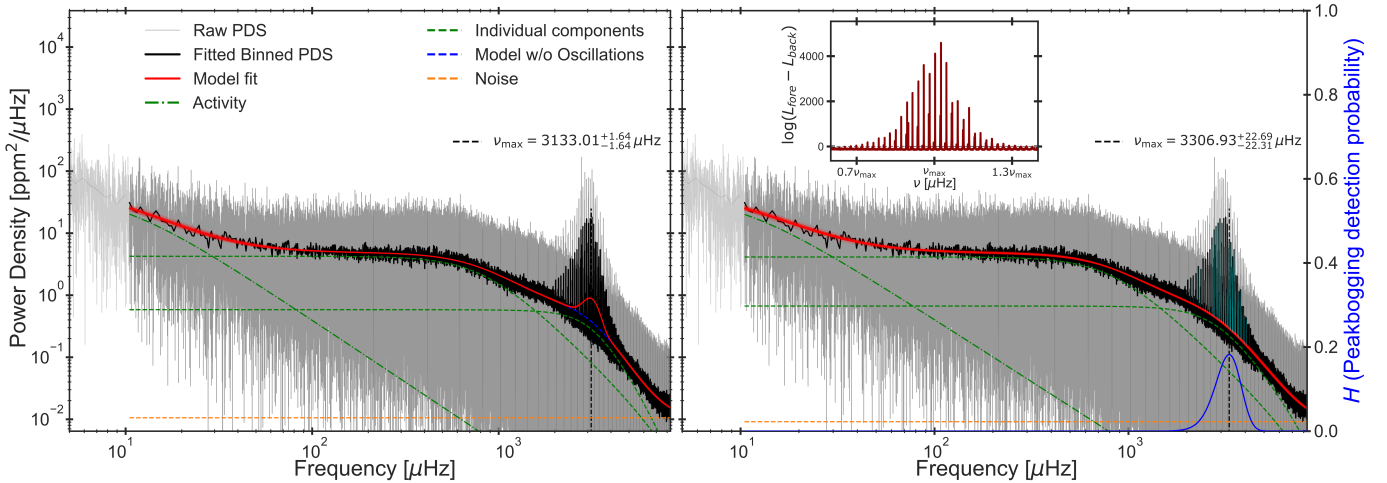 Raw PDS
Fitted Binned PDS
Model fit
Activity
Individual components
Model w/o Oscillations
Noise
ν_max = 3133.01^{+1.64}_{−1.64} μHz
Power Density [ppm²/μHz]
10⁴
10³
10²
10¹
10⁰
10⁻¹
10⁻²
10¹ 10² 10³
Frequency [μHz]
log(L_fore − L_back)
4000
2000
0
0.7ν_max ν_max 1.3ν_max
ν [μHz]
ν_max = 3306.93^{+22.69}_{−22.31} μHz
10¹ 10² 10³
Frequency [μHz]
1.0
0.8
0.6
0.4
0.2
0.0
H (Peakbogging detection probability)